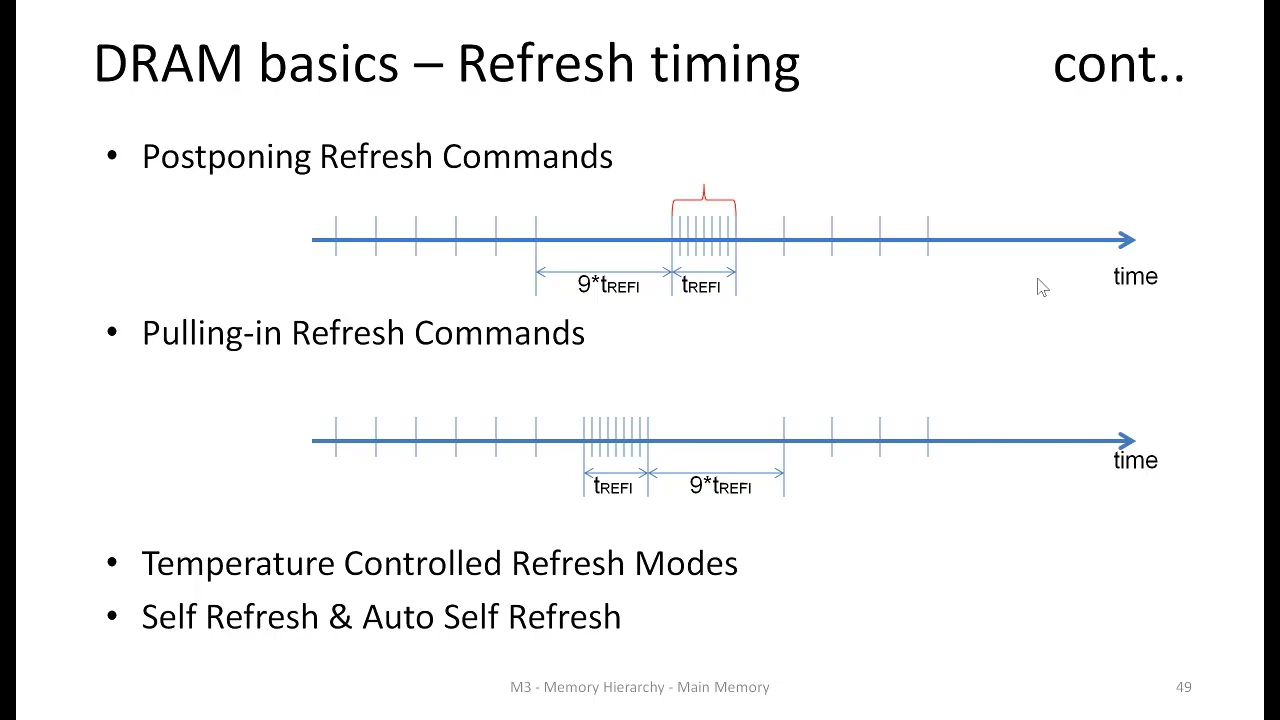 DRAM basics – Refresh timing cont..
• Postponing Refresh Commands
9*tREFI tREFI
time
• Pulling-in Refresh Commands
time
tREFI 9*tREFI
• Temperature Controlled Refresh Modes
• Self Refresh & Auto Self Refresh
M3 - Memory Hierarchy - Main Memory 49